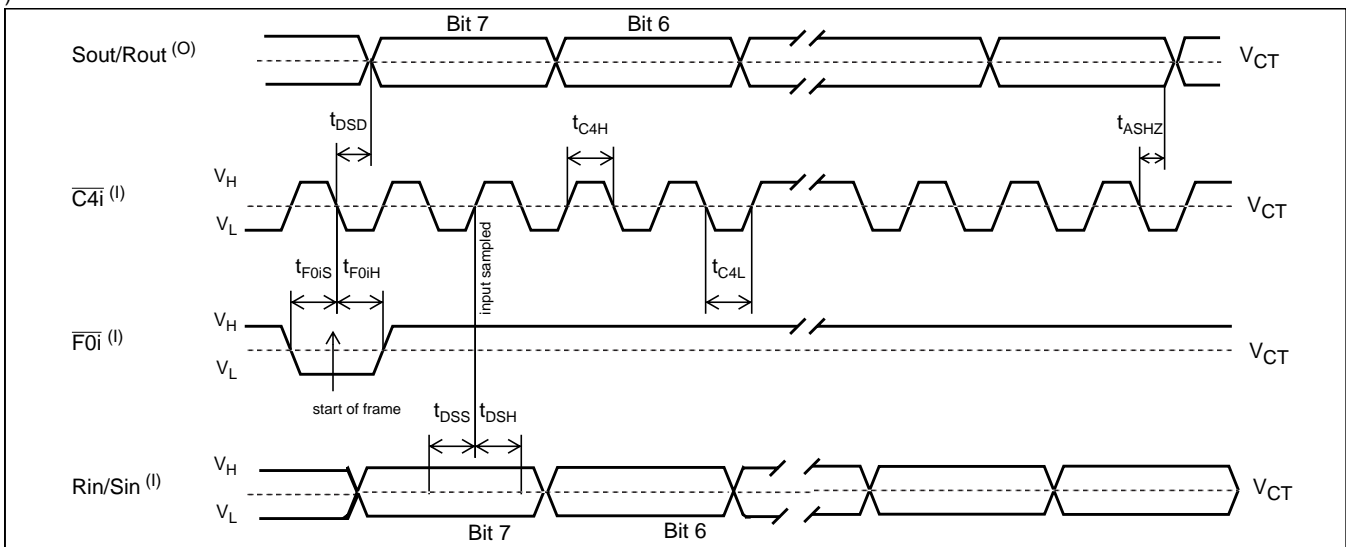 )
Bit 7 Bit 6
Sout/Rout (O) VCT
tDSD tC4H tASHZ
VH
C4i (I) VCT
VL
tF0iS tF0iH input sampled tC4L
VH
F0i (I) VCT
VL
start of frame
tDSS tDSH
VH
Rin/Sin (I) VCT
VL
Bit 7 Bit 6